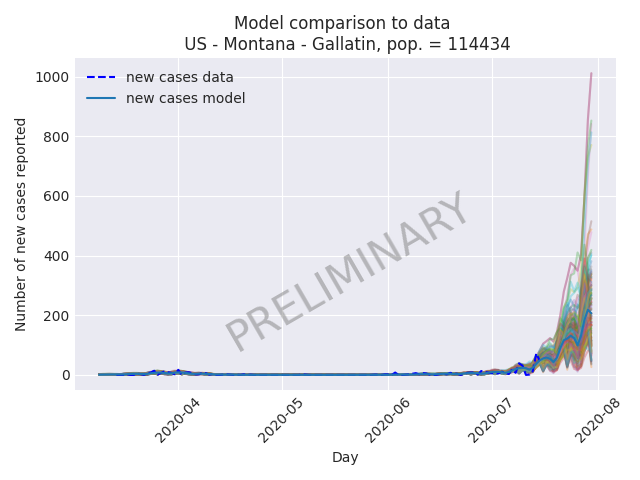 Model comparison to data
US - Montana - Gallatin, pop. = 114434
new cases data
new cases model
Number of new cases reported
1000
800
600
400
200
0
PRELIMINARY
2020-04
2020-05
2020-06
2020-07
2020-08
Day